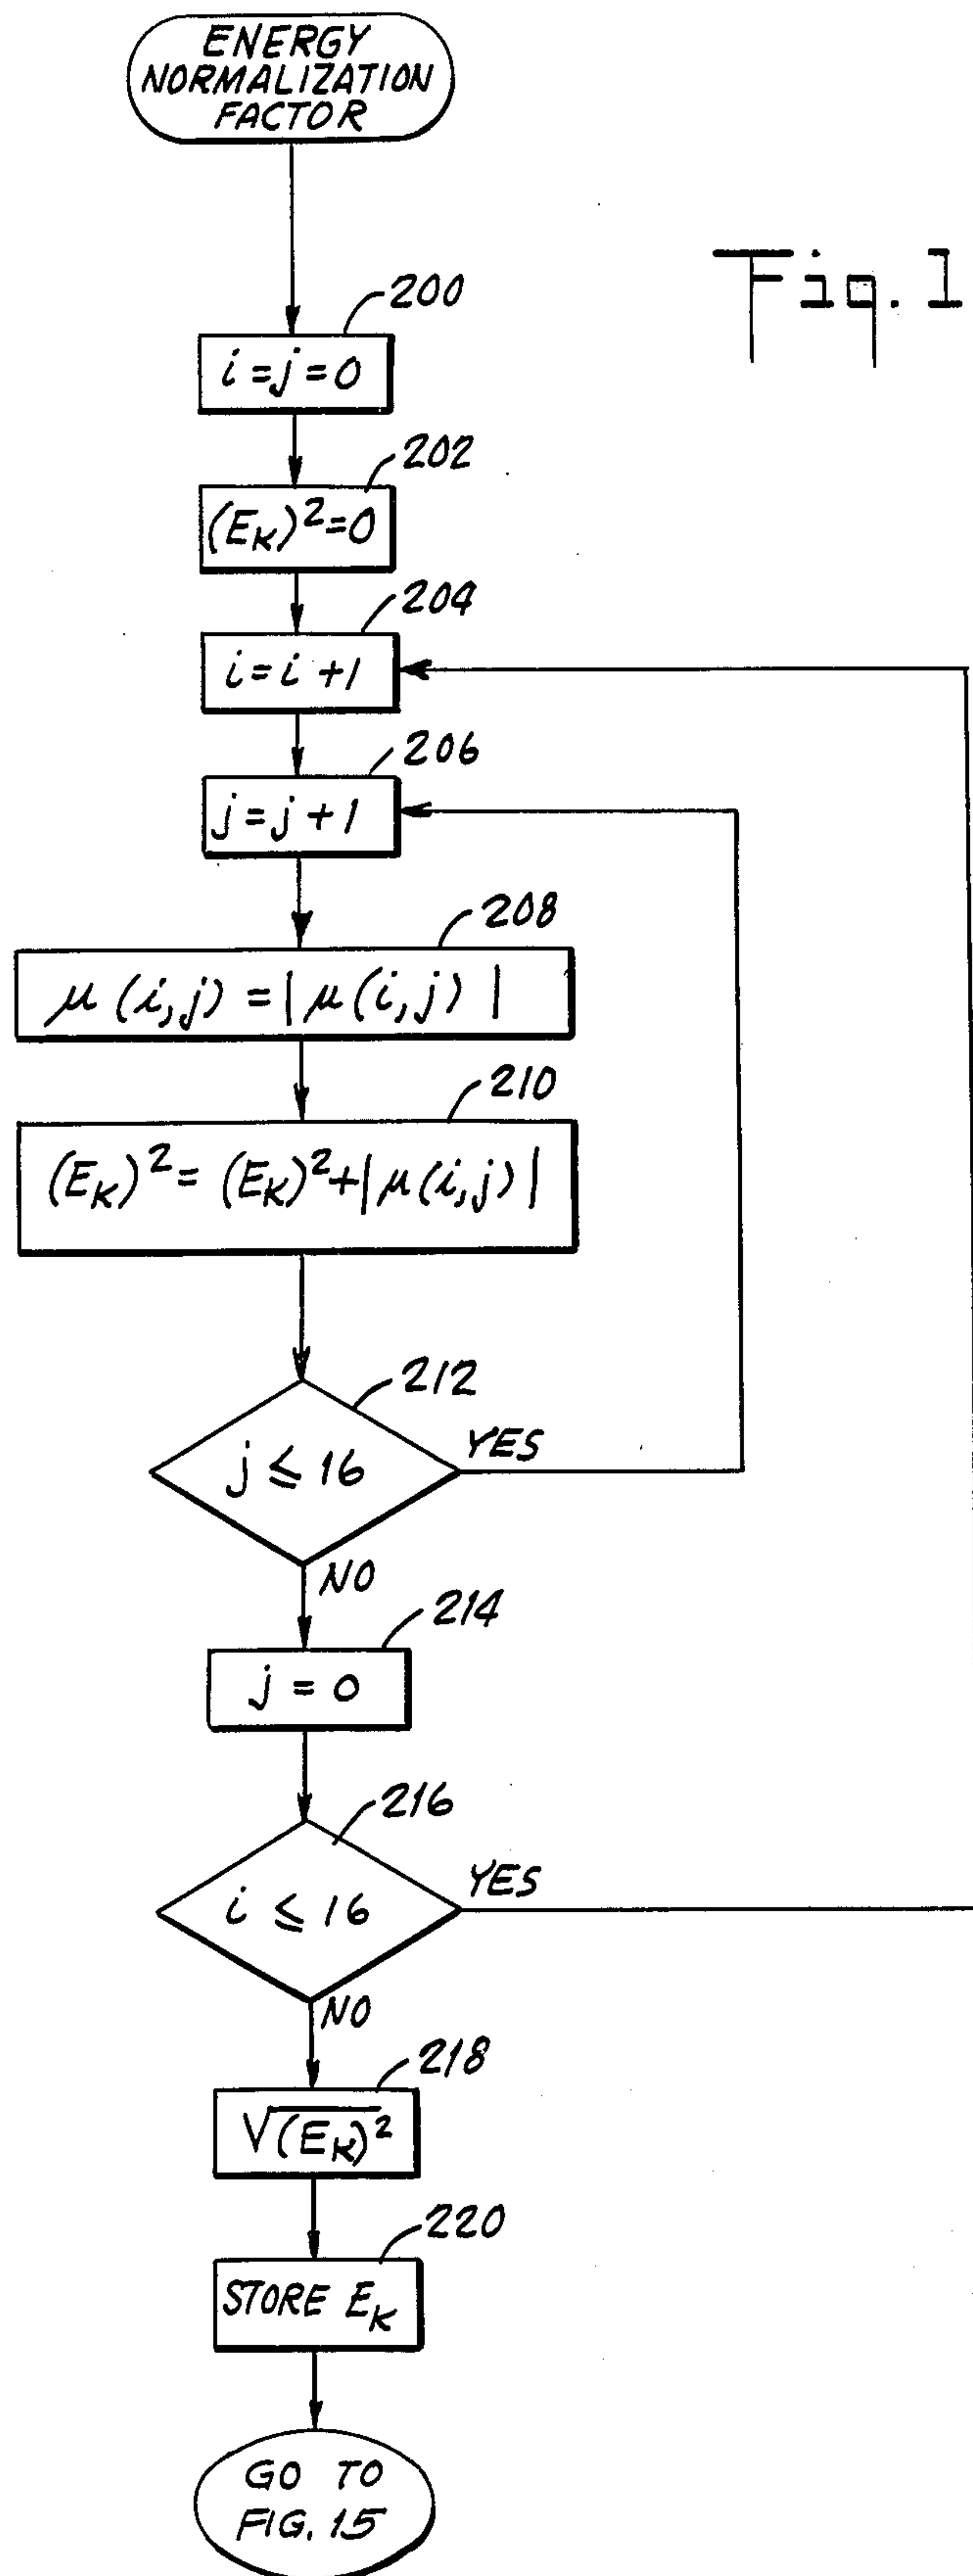 ENERGY
NORMALIZATION
FACTOR
Fig. 1
200
i = j = 0
202
(E_K)^2 = 0
204
i = i + 1
206
j = j + 1
208
μ (i,j) = | μ (i,j) |
210
(E_K)^2 = (E_K)^2 + | μ (i,j) |
212
j ≤ 16
YES
NO
214
j = 0
216
i ≤ 16
YES
NO
218
√(E_K)^2
220
STORE E_K
GO TO
FIG. 15